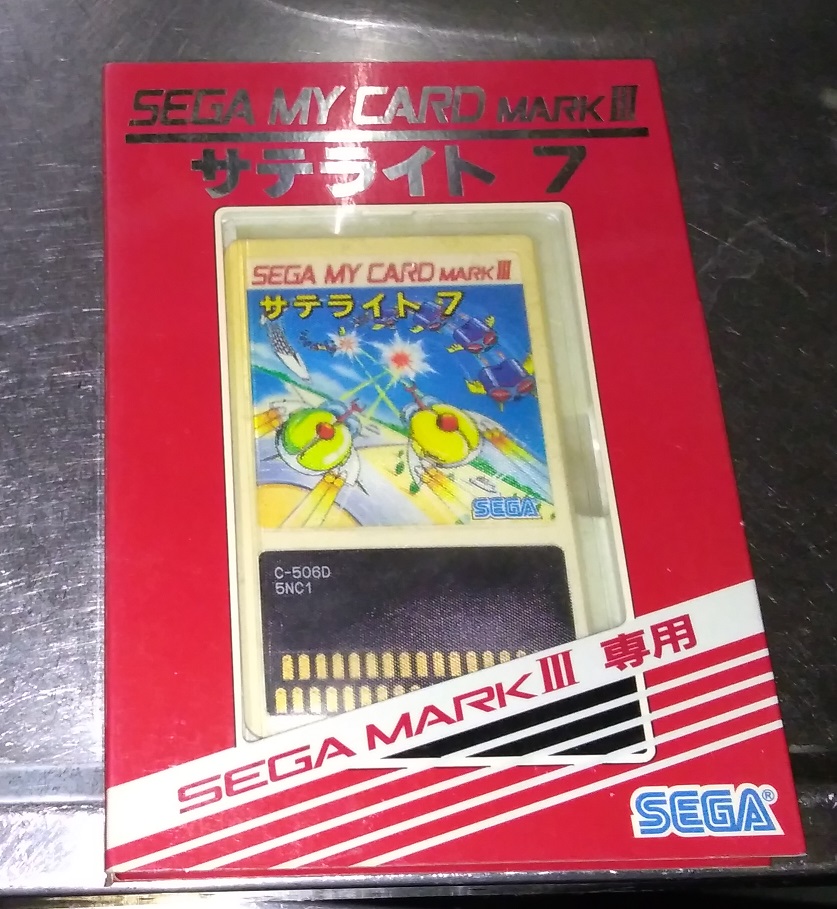 SEGA MY CARD MARK III
サテライト 7
SEGA MY CARD MARK III
サテライト 7
SEGA
C-506D
5NC1
SEGA MARK III 専用
SEGA®